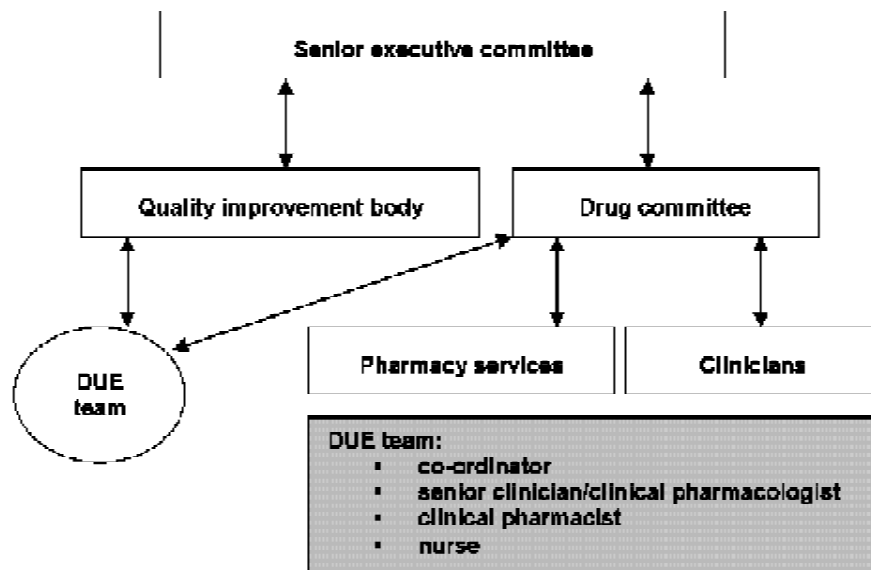 Senior executive committee
Quality improvement body
Drug committee
DUE
team
Pharmacy services
Clinicians
DUE team:
▪ co-ordinator
▪ senior clinician/clinical pharmacologist
▪ clinical pharmacist
▪ nurse